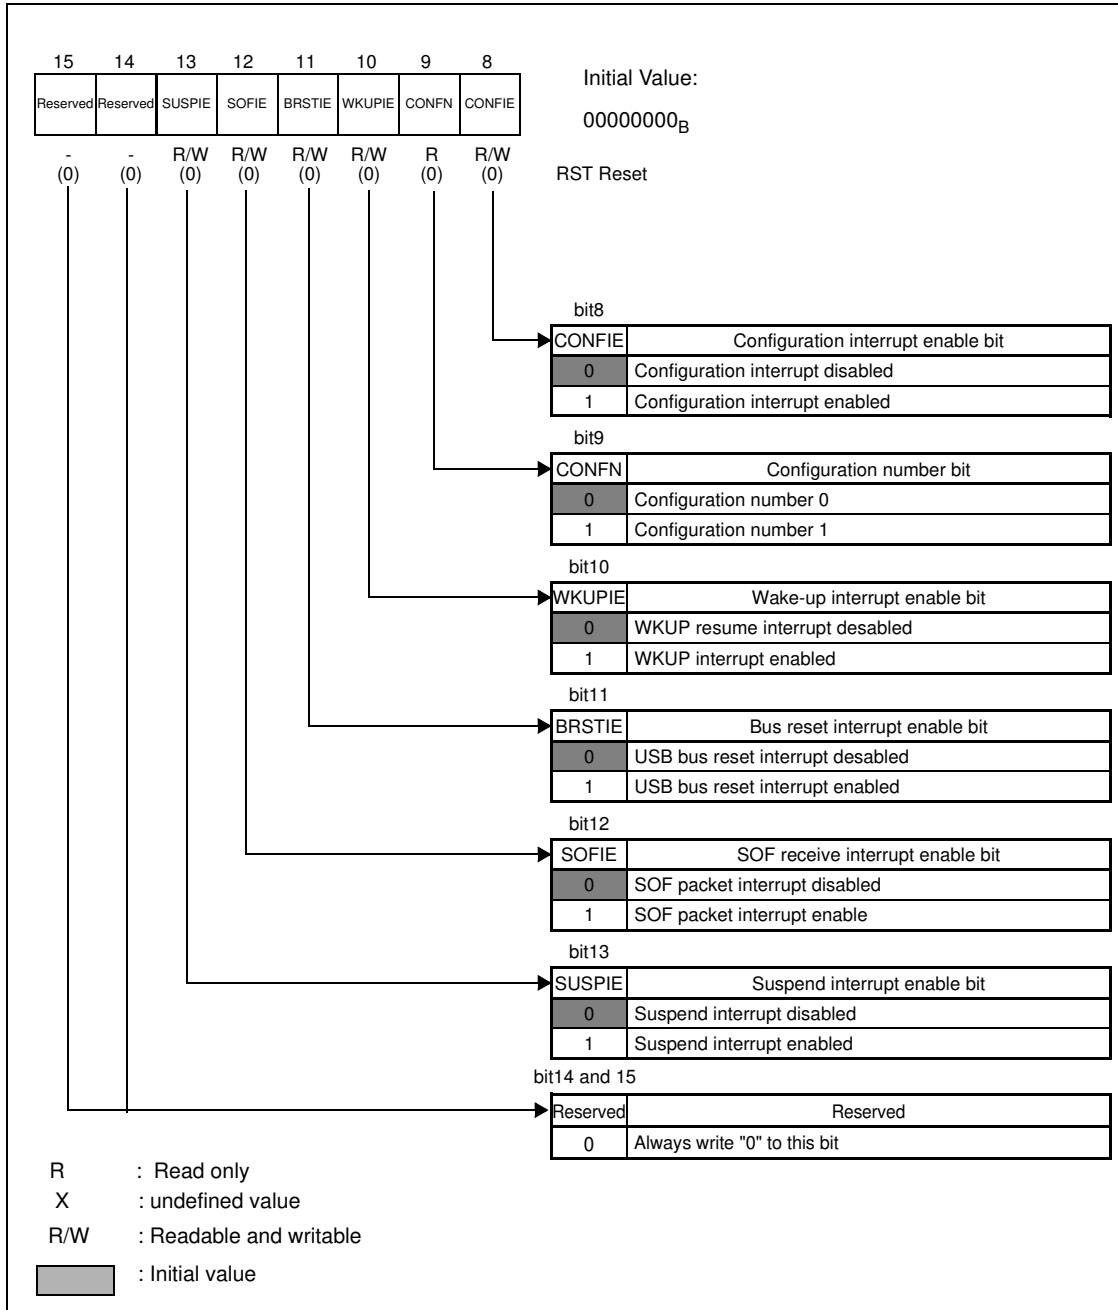 15 14 13 12 11 10 9 8
Reserved Reserved SUSPIE SOFIE BRSTIE WKUPIE CONFN CONFIE
- - R/W R/W R/W R/W R R/W
(0) (0) (0) (0) (0) (0) (0) (0)
Initial Value:
00000000B
RST Reset
bit8
CONFIE Configuration interrupt enable bit
0 Configuration interrupt disabled
1 Configuration interrupt enabled
bit9
CONFN Configuration number bit
0 Configuration number 0
1 Configuration number 1
bit10
WKUPIE Wake-up interrupt enable bit
0 WKUP resume interrupt desabled
1 WKUP interrupt enabled
bit11
BRSTIE Bus reset interrupt enable bit
0 USB bus reset interrupt desabled
1 USB bus reset interrupt enabled
bit12
SOFIE SOF receive interrupt enable bit
0 SOF packet interrupt disabled
1 SOF packet interrupt enable
bit13
SUSPIE Suspend interrupt enable bit
0 Suspend interrupt disabled
1 Suspend interrupt enabled
bit14 and 15
Reserved Reserved
0 Always write "0" to this bit
R : Read only
X : undefined value
R/W : Readable and writable
: Initial value